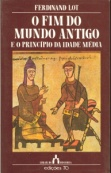 FERDINAND LOT
O FIM DO
MUNDO ANTIGO
E O PRINCÍPIO DA IDADE MÉDIA
edições 70